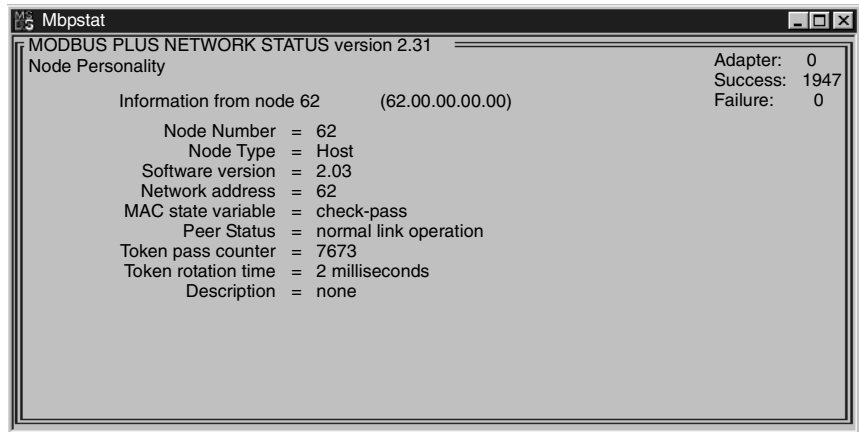 Mbpstat
MODBUS PLUS NETWORK STATUS version 2.31
Node Personality
Adapter: 0
Success: 1947
Failure: 0
Information from node 62 (62.00.00.00.00)
Node Number = 62
Node Type = Host
Software version = 2.03
Network address = 62
MAC state variable = check-pass
Peer Status = normal link operation
Token pass counter = 7673
Token rotation time = 2 milliseconds
Description = none